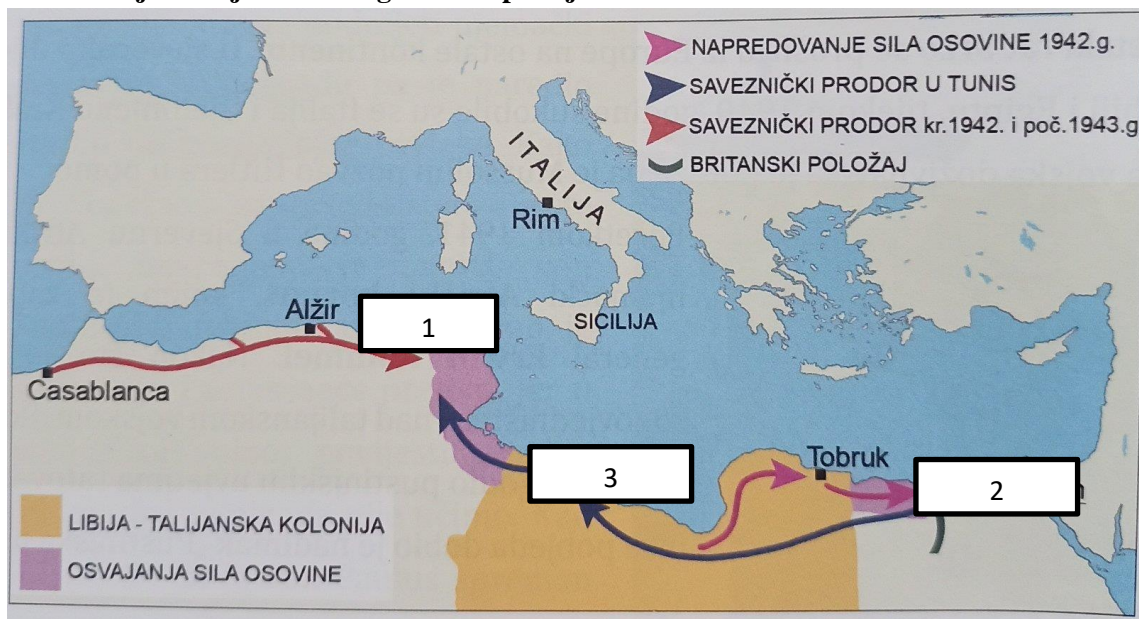 NAPREDOVANJE SILA OSOVINE 1942.g.
SAVEZNIČKI PRODOR U TUNIS
SAVEZNIČKI PRODOR kr.1942. i poč.1943.g
BRITANSKI POLOŽAJ
ITALIJA
Rim
Alžir
1
SICILIJA
Casablanca
Tobruk
3
2
LIBIJA - TALIJANSKA KOLONIJA
OSVAJANJA SILA OSOVINE